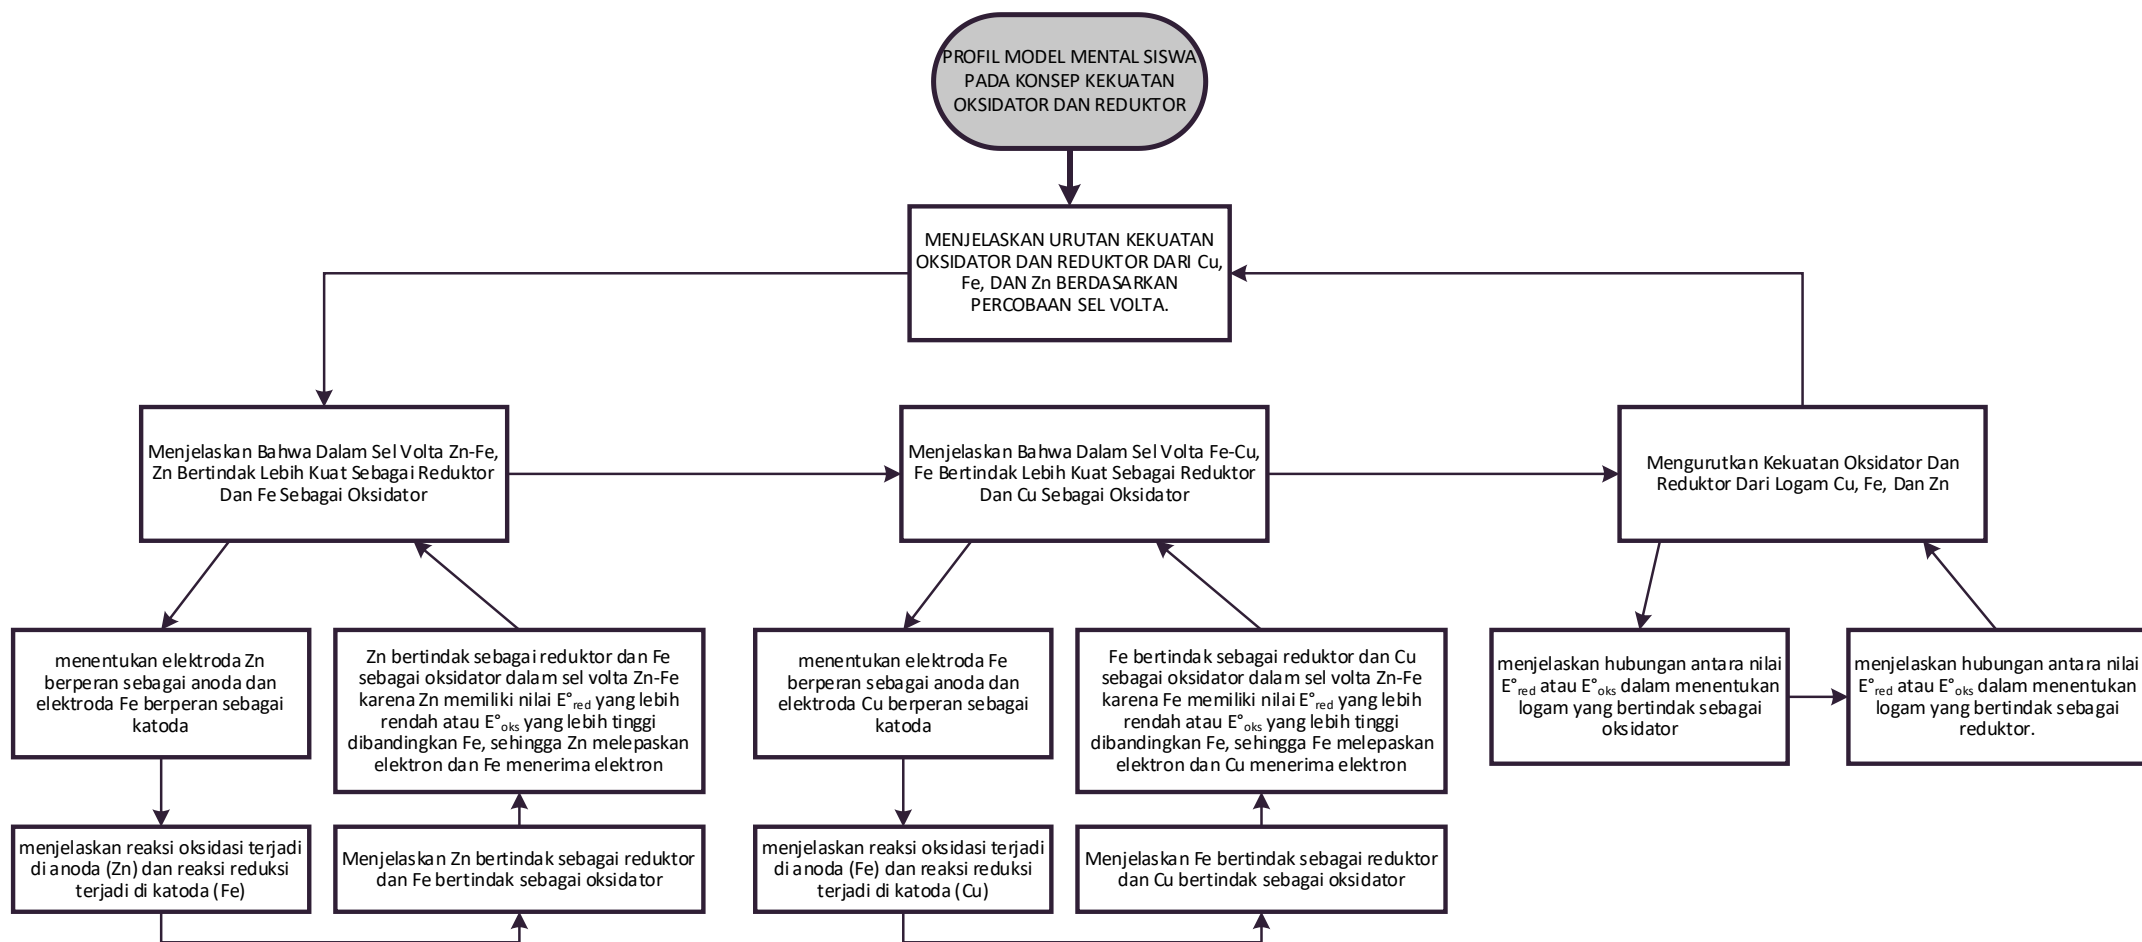 PROFIL MODEL MENTAL SISWA
PADA KONSEP KEKUATAN
OKSIDATOR DAN REDUKTOR
MENJELASKAN URUTAN KEKUATAN
OKSIDATOR DAN REDUKTOR DARI Cu,
Fe, DAN Zn BERDASARKAN
PERCOBAAN SEL VOLTA.
Menjelaskan Bahwa Dalam Sel Volta Zn-Fe,
Zn Bertindak Lebih Kuat Sebagai Reduktor
Dan Fe Sebagai Oksidator
Menjelaskan Bahwa Dalam Sel Volta Fe-Cu,
Fe Bertindak Lebih Kuat Sebagai Reduktor
Dan Cu Sebagai Oksidator
Mengurutkan Kekuatan Oksidator Dan
Reduktor Dari Logam Cu, Fe, Dan Zn
menentukan elektroda Zn
berperan sebagai anoda dan
elektroda Fe berperan sebagai
katoda
Zn bertindak sebagai reduktor dan Fe
sebagai oksidator dalam sel volta Zn-Fe
karena Zn memiliki nilai E°red yang lebih
rendah atau E°oks yang lebih tinggi
dibandingkan Fe, sehingga Zn melepaskan
elektron dan Fe menerima elektron
menentukan elektroda Fe
berperan sebagai anoda dan
elektroda Cu berperan sebagai
katoda
Fe bertindak sebagai reduktor dan Cu
sebagai oksidator dalam sel volta Zn-Fe
karena Fe memiliki nilai E°red yang lebih
rendah atau E°oks yang lebih tinggi
dibandingkan Fe, sehingga Fe melepaskan
elektron dan Cu menerima elektron
menjelaskan hubungan antara nilai
E°red atau E°oks dalam menentukan
logam yang bertindak sebagai
oksidator
menjelaskan hubungan antara nilai
E°red atau E°oks dalam menentukan
logam yang bertindak sebagai
reduktor.
menjelaskan reaksi oksidasi terjadi
di anoda (Zn) dan reaksi reduksi
terjadi di katoda (Fe)
Menjelaskan Zn bertindak sebagai reduktor
dan Fe bertindak sebagai oksidator
menjelaskan reaksi oksidasi terjadi
di anoda (Fe) dan reaksi reduksi
terjadi di katoda (Cu)
Menjelaskan Fe bertindak sebagai reduktor
dan Cu bertindak sebagai oksidator